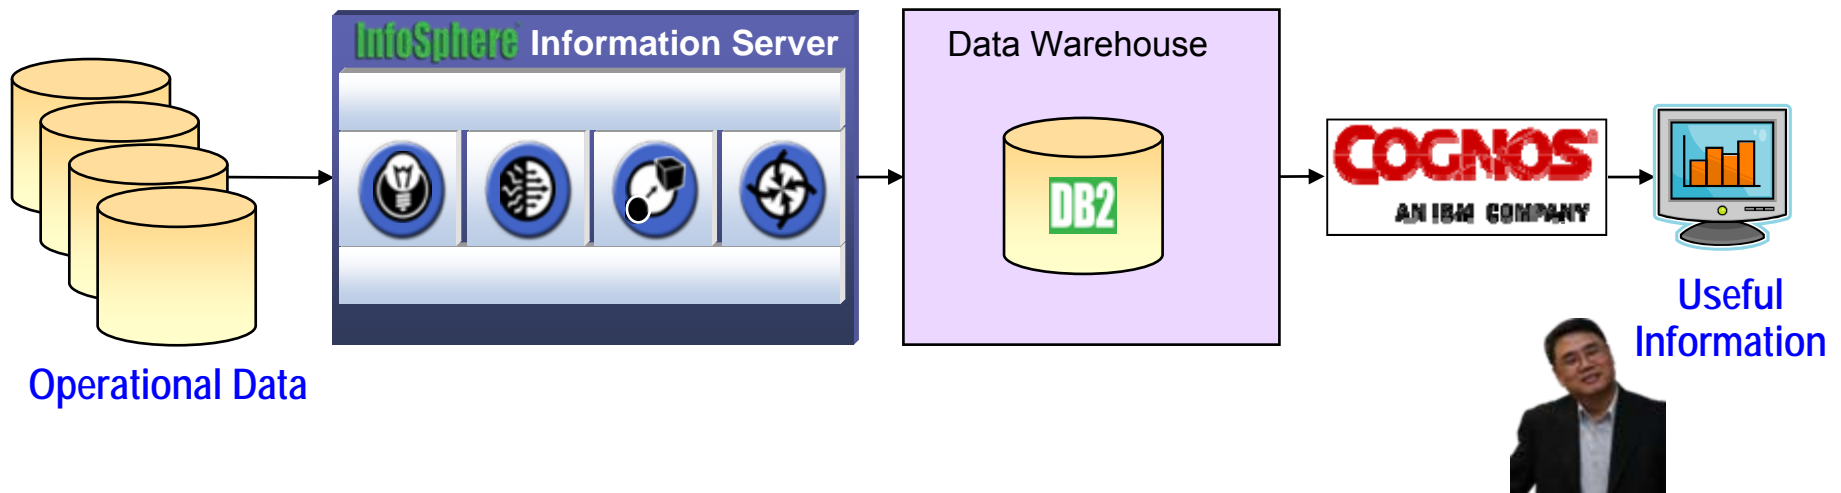 InfoSphere Information Server
Data Warehouse
DB2
COGNOS
AN IBM COMPANY
Useful
Information
Operational Data